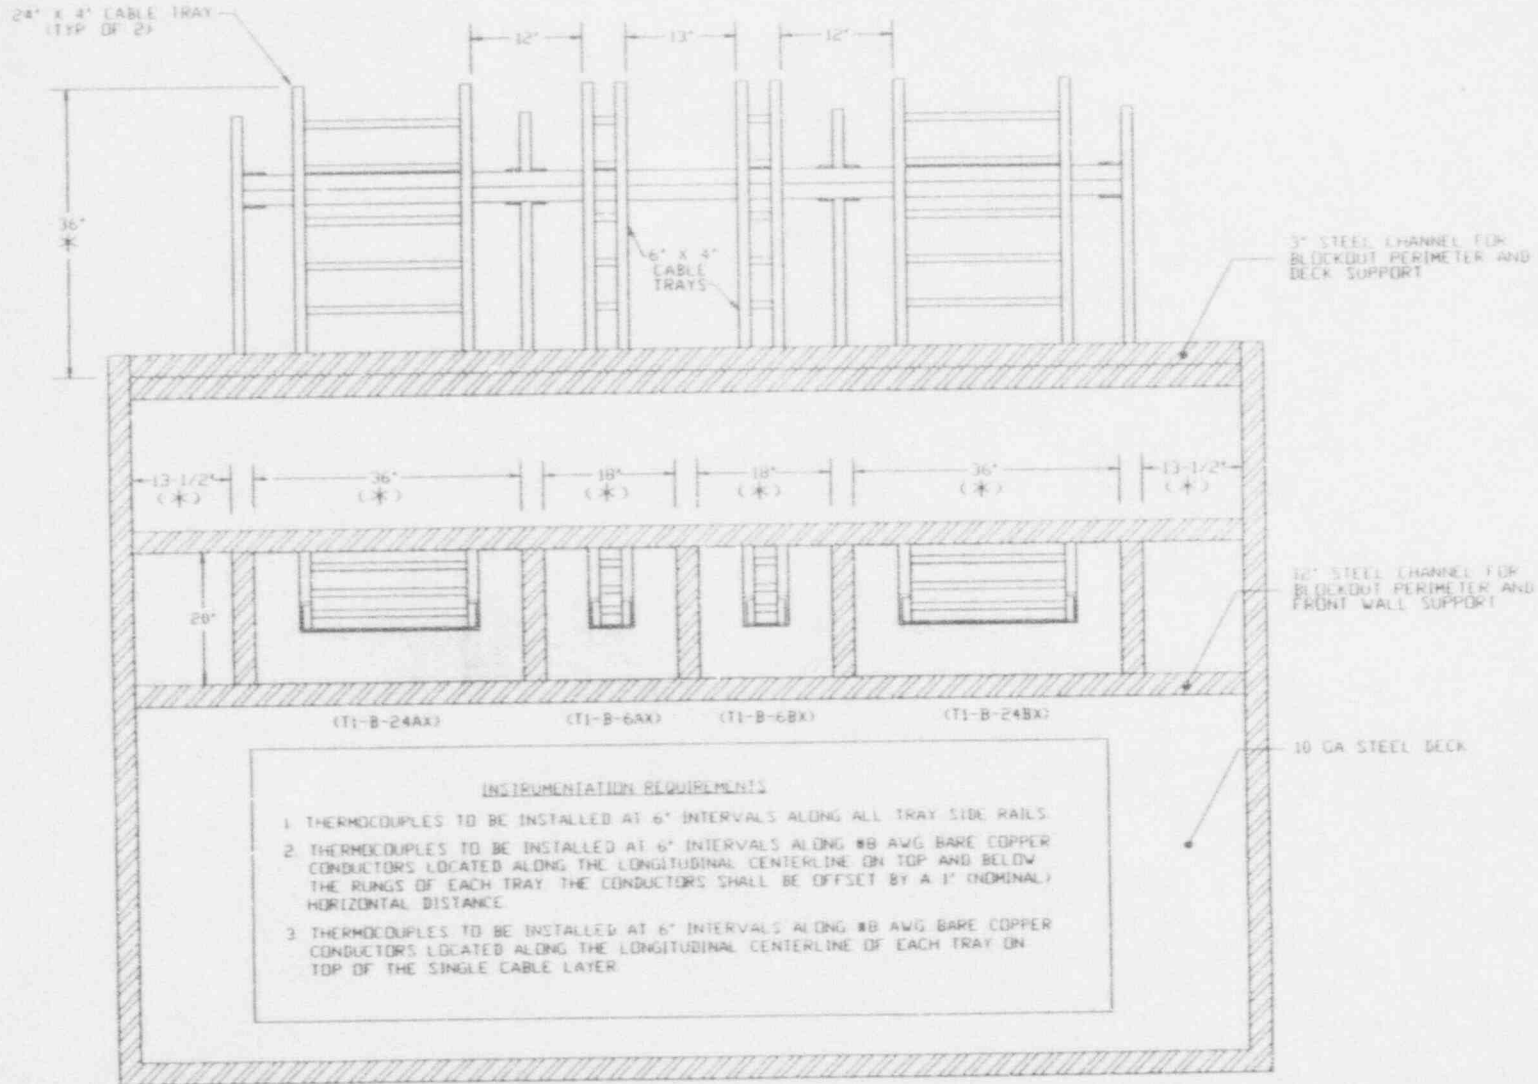 24" X 4" CABLE TRAY
(TYP OF 2)
12"
13"
12"
36"
6" X 4"
CABLE
TRAYS
3" STEEL CHANNEL FOR
BLOCKOUT PERIMETER AND
DECK SUPPORT
13-1/2"
36"
18"
18"
36"
13-1/2"
(*)
(*)
(*)
(*)
(*)
(*)
20"
12" STEEL CHANNEL FOR
BLOCKOUT PERIMETER AND
FRONT WALL SUPPORT
(T1-B-24AX)
(T1-B-6AX)
(T1-B-6BX)
(T1-B-24BX)
10 GA STEEL DECK
INSTRUMENTATION REQUIREMENTS
1 THERMOCOUPLES TO BE INSTALLED AT 6" INTERVALS ALONG ALL TRAY SIDE RAILS.
2. THERMOCOUPLES TO BE INSTALLED AT 6" INTERVALS ALONG #8 AWG BARE COPPER
CONDUCTORS LOCATED ALONG THE LONGITUDINAL CENTERLINE ON TOP AND BELOW
THE RUNGS OF EACH TRAY. THE CONDUCTORS SHALL BE OFFSET BY A 1" (NOMINAL)
HORIZONTAL DISTANCE.
3 THERMOCOUPLES TO BE INSTALLED AT 6" INTERVALS ALONG #8 AWG BARE COPPER
CONDUCTORS LOCATED ALONG THE LONGITUDINAL CENTERLINE OF EACH TRAY ON
TOP OF THE SINGLE CABLE LAYER.